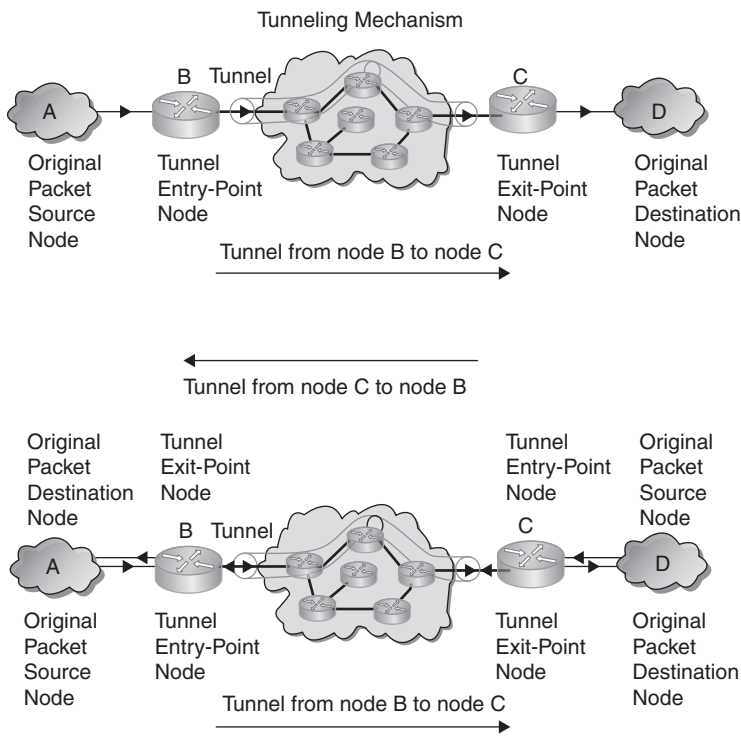 Tunneling Mechanism
B
Tunnel
C
A
D
Original
Packet
Source
Node
Tunnel
Entry-Point
Node
Tunnel
Exit-Point
Node
Original
Packet
Destination
Node
Tunnel from node B to node C
Tunnel from node C to node B
Original
Packet
Destination
Node
Tunnel
Exit-Point
Node
Tunnel
Entry-Point
Node
Original
Packet
Source
Node
B
Tunnel
C
A
D
Original
Packet
Source
Node
Tunnel
Entry-Point
Node
Tunnel
Exit-Point
Node
Original
Packet
Destination
Node
Tunnel from node B to node C